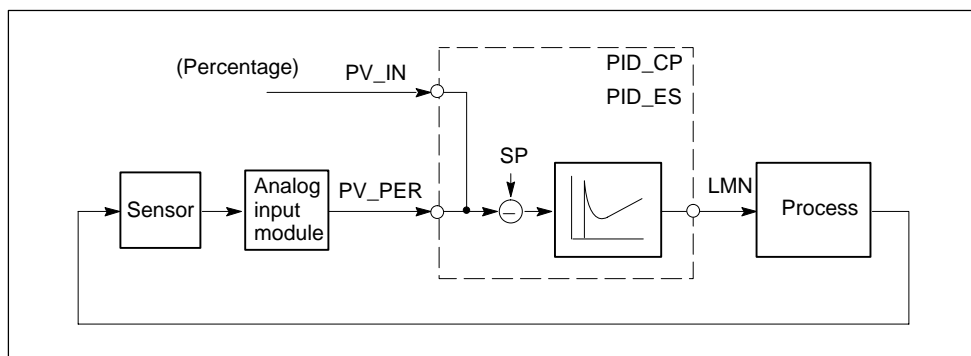 (Percentage)
PV_IN
PID_CP
PID_ES
SP
LMN
Sensor
Analog
input
module
PV_PER
Process